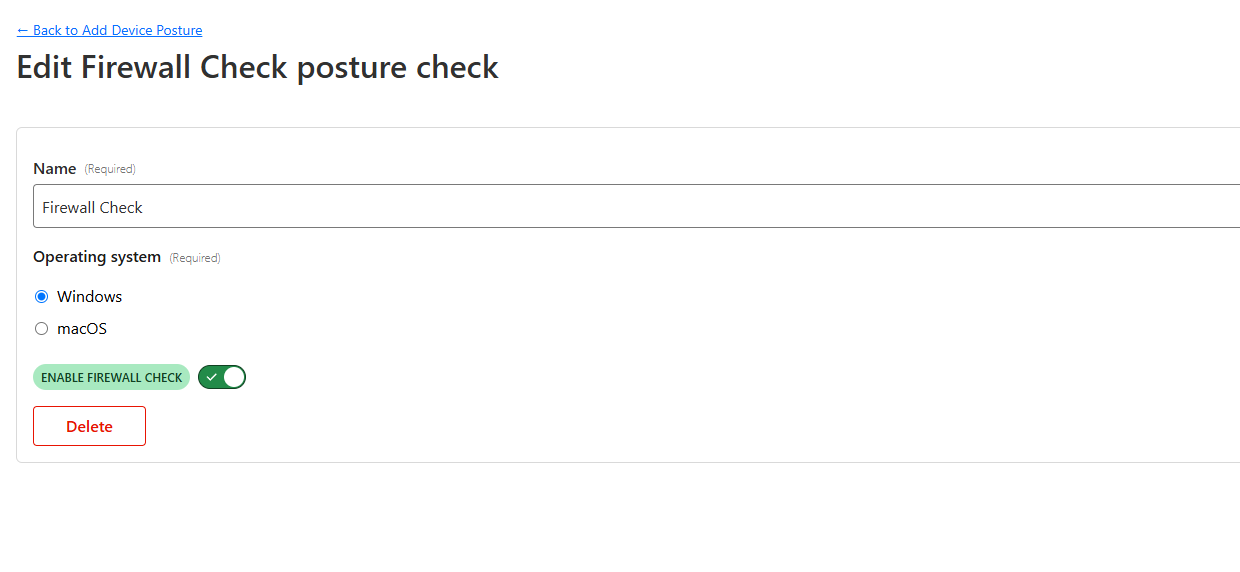 ← Back to Add Device Posture
Edit Firewall Check posture check
Name (Required)
Firewall Check
Operating system (Required)
Windows
macOS
ENABLE FIREWALL CHECK
Delete